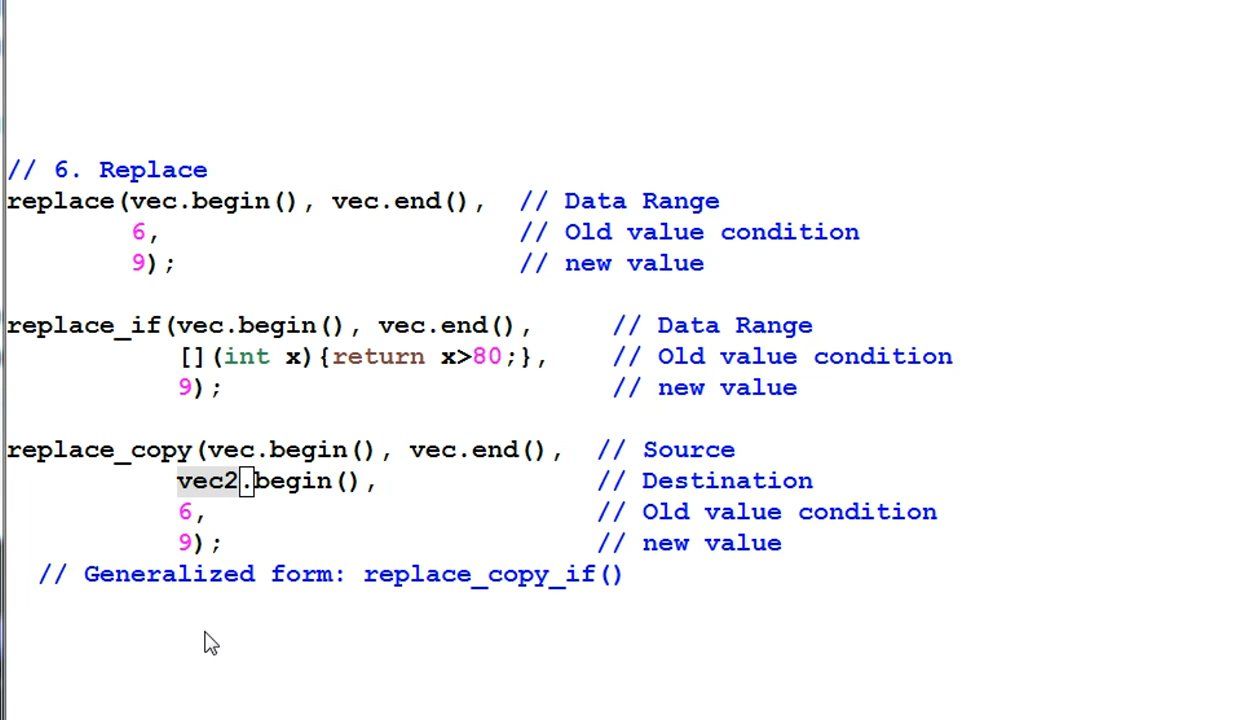 // 6. Replace
replace(vec.begin(), vec.end(),  // Data Range
        6,                       // Old value condition
        9);                      // new value
replace_if(vec.begin(), vec.end(),     // Data Range
           [](int x){return x>80;},    // Old value condition
           9);                         // new value
replace_copy(vec.begin(), vec.end(),  // Source
           vec2.begin(),              // Destination
           6,                         // Old value condition
           9);                        // new value
  // Generalized form: replace_copy_if()